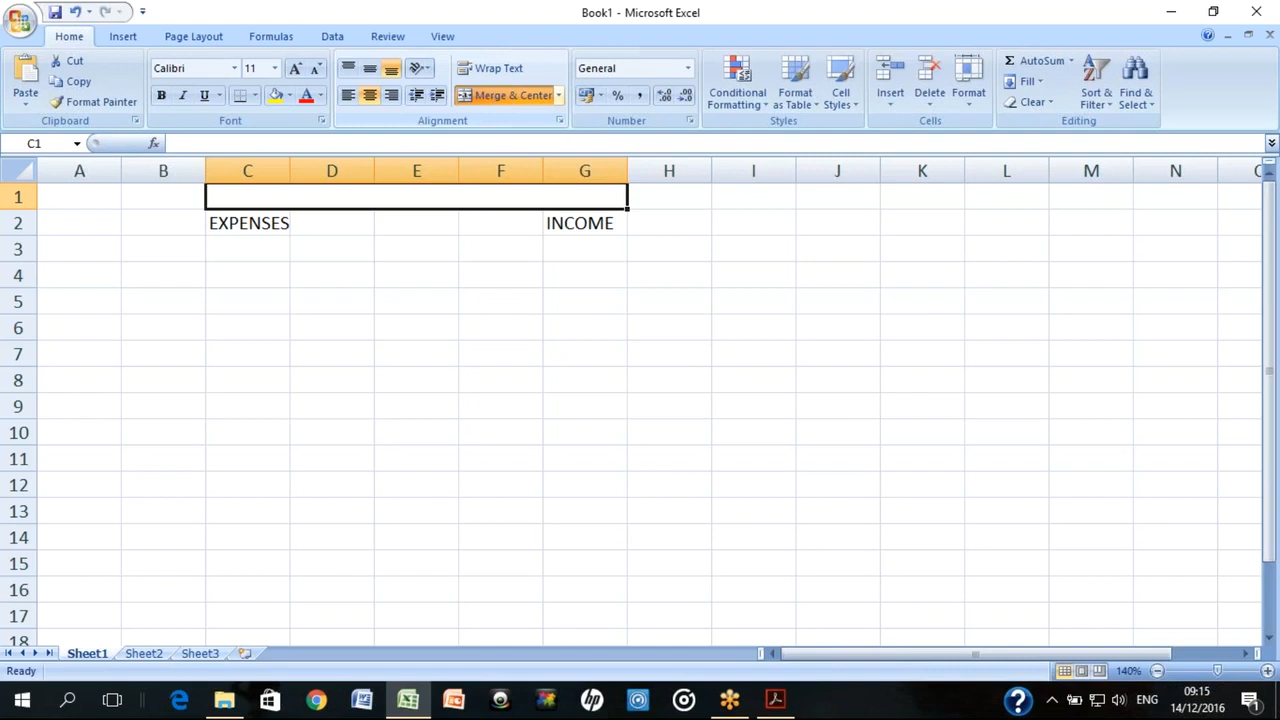 Book1 - Microsoft Excel
Home Insert Page Layout Formulas Data Review View
Paste
Cut
Copy
Format Painter
Clipboard
Calibri 11
B I U
Font
Wrap Text
Merge & Center
Alignment
General
Number
Conditional Formatting
Format as Table
Cell Styles
Styles
Insert Delete Format
Cells
AutoSum
Fill
Clear
Sort & Filter
Find & Select
Editing
C1 fx
A B C D E F G H I J K L M N
1
2 EXPENSES INCOME
3
4
5
6
7
8
9
10
11
12
13
14
15
16
17
18
Sheet1 Sheet2 Sheet3
Ready 140%
ENG 09:15
14/12/2016